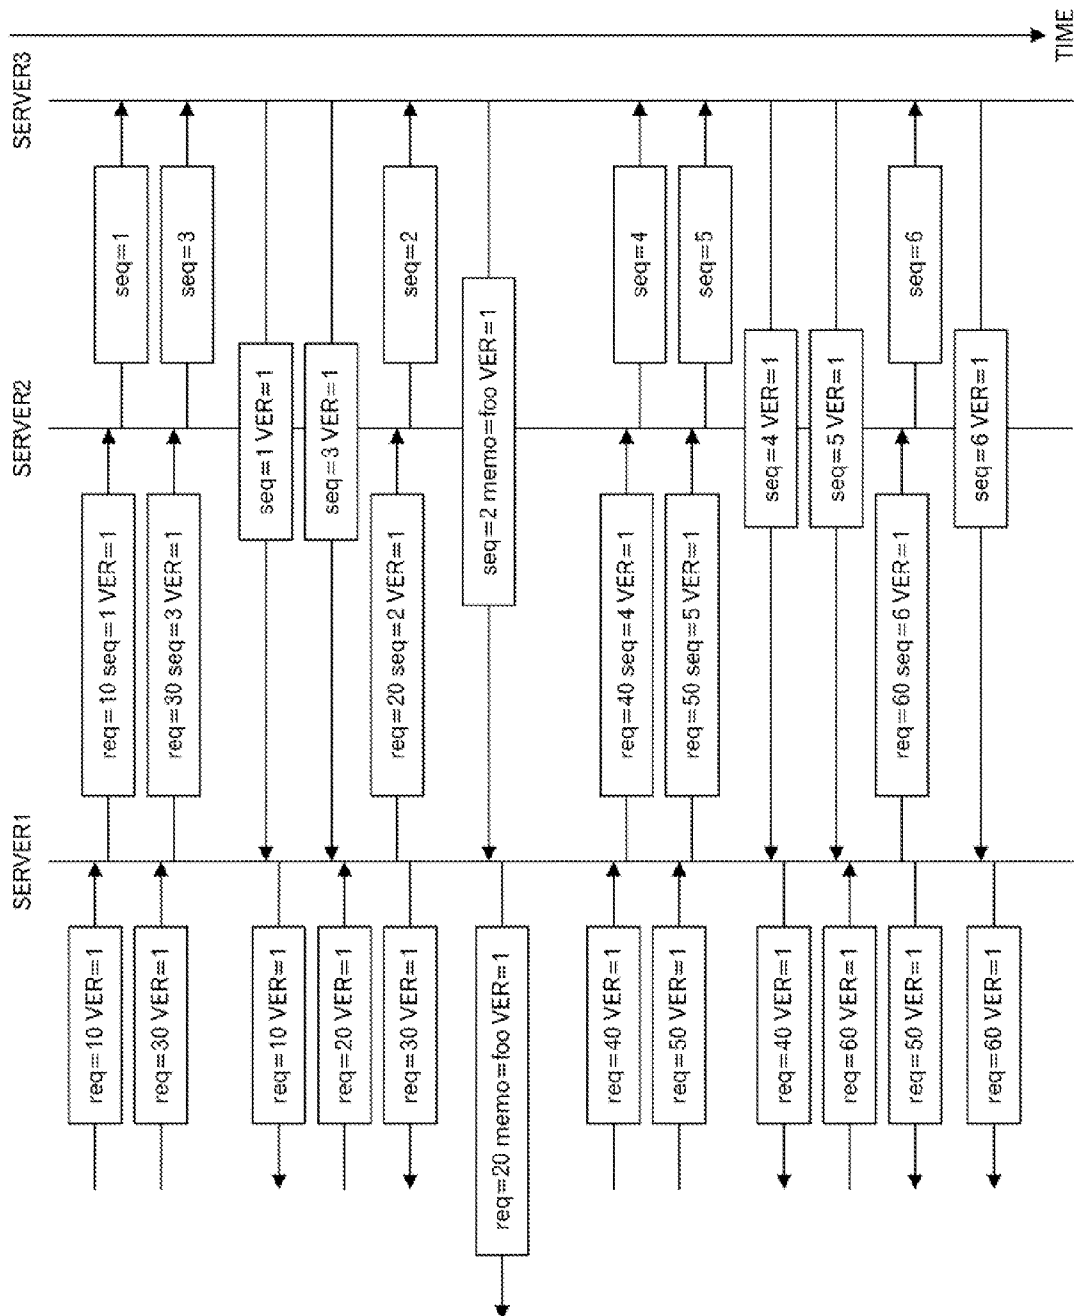 SERVER1
SERVER2
SERVER3
TIME
req=10 VER=1
req=10 seq=1 VER=1
seq=1
req=30 VER=1
req=30 seq=3 VER=1
seq=3
seq=1 VER=1
req=10 VER=1
seq=3 VER=1
req=20 VER=1
req=20 seq=2 VER=1
seq=2
req=30 VER=1
seq=2 memo=foo VER=1
req=20 memo=foo VER=1
req=40 VER=1
req=40 seq=4 VER=1
seq=4
req=50 VER=1
req=50 seq=5 VER=1
seq=5
seq=4 VER=1
req=40 VER=1
seq=5 VER=1
req=60 VER=1
req=60 seq=6 VER=1
seq=6
req=50 VER=1
seq=6 VER=1
req=60 VER=1